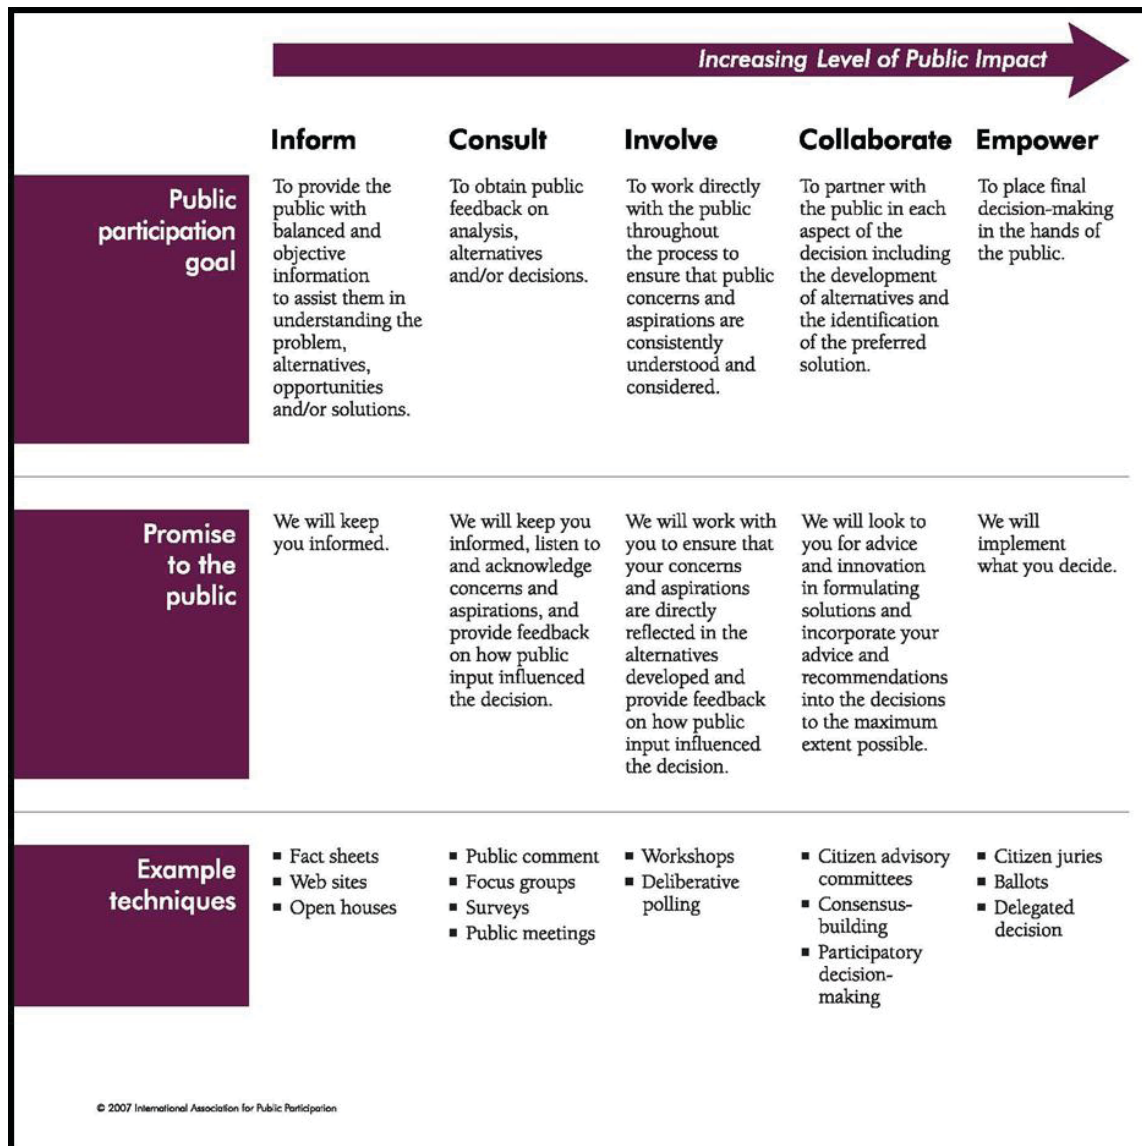 Increasing Level of Public Impact
Inform
Consult
Involve
Collaborate
Empower
Public
participation
goal
To provide the
public with
balanced and
objective
information
to assist them in
understanding the
problem,
alternatives,
opportunities
and/or solutions.
To obtain public
feedback on
analysis,
alternatives
and/or decisions.
To work directly
with the public
throughout
the process to
ensure that public
concerns and
aspirations are
consistently
understood and
considered.
To partner with
the public in each
aspect of the
decision including
the development
of alternatives and
the identification
of the preferred
solution.
To place final
decision-making
in the hands of
the public.
Promise
to the
public
We will keep
you informed.
We will keep you
informed, listen to
and acknowledge
concerns and
aspirations, and
provide feedback
on how public
input influenced
the decision.
We will work with
you to ensure that
your concerns
and aspirations
are directly
reflected in the
alternatives
developed and
provide feedback
on how public
input influenced
the decision.
We will look to
you for advice
and innovation
in formulating
solutions and
incorporate your
advice and
recommendations
into the decisions
to the maximum
extent possible.
We will
implement
what you decide.
Example
techniques
▪ Fact sheets
▪ Web sites
▪ Open houses
▪ Public comment
▪ Focus groups
▪ Surveys
▪ Public meetings
▪ Workshops
▪ Deliberative
polling
▪ Citizen advisory
committees
▪ Consensus-
building
▪ Participatory
decision-
making
▪ Citizen juries
▪ Ballots
▪ Delegated
decision
© 2007 International Association for Public Participation